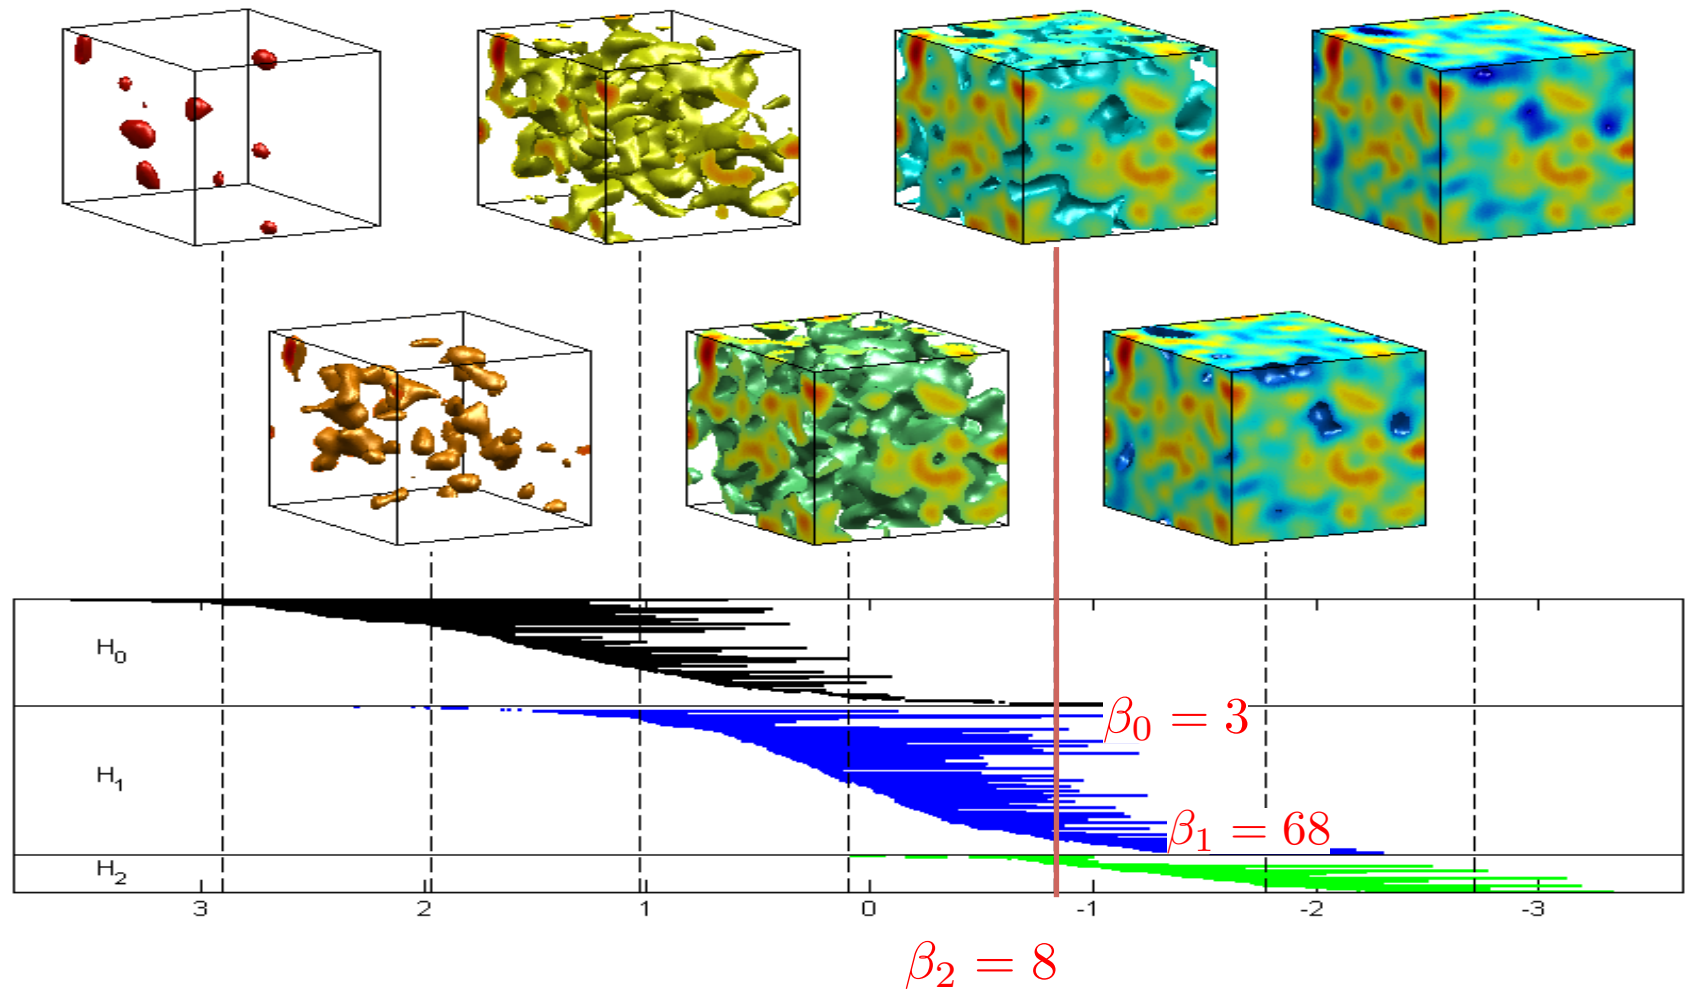 H₀
β₀ = 3
H₁
β₁ = 68
H₂
3 2 1 0 -1 -2 -3
β₂ = 8